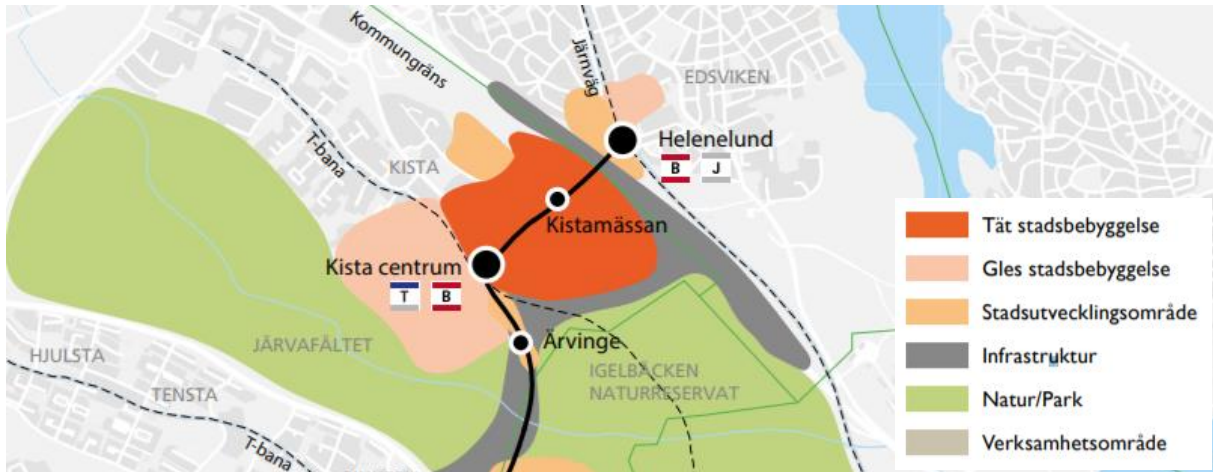 Kommungräns
Järnväg
EDSVIKEN
T-bana
KISTA
Helenelund
B J
Kistamässan
Kista centrum
T B
Ärvinge
JÄRVAFÄLTET
IGELBÄCKEN
NATURRESERVAT
HJULSTA
TENSTA
T-bana
Tät stadsbebyggelse
Gles stadsbebyggelse
Stadsutvecklingsområde
Infrastruktur
Natur/Park
Verksamhetsområde